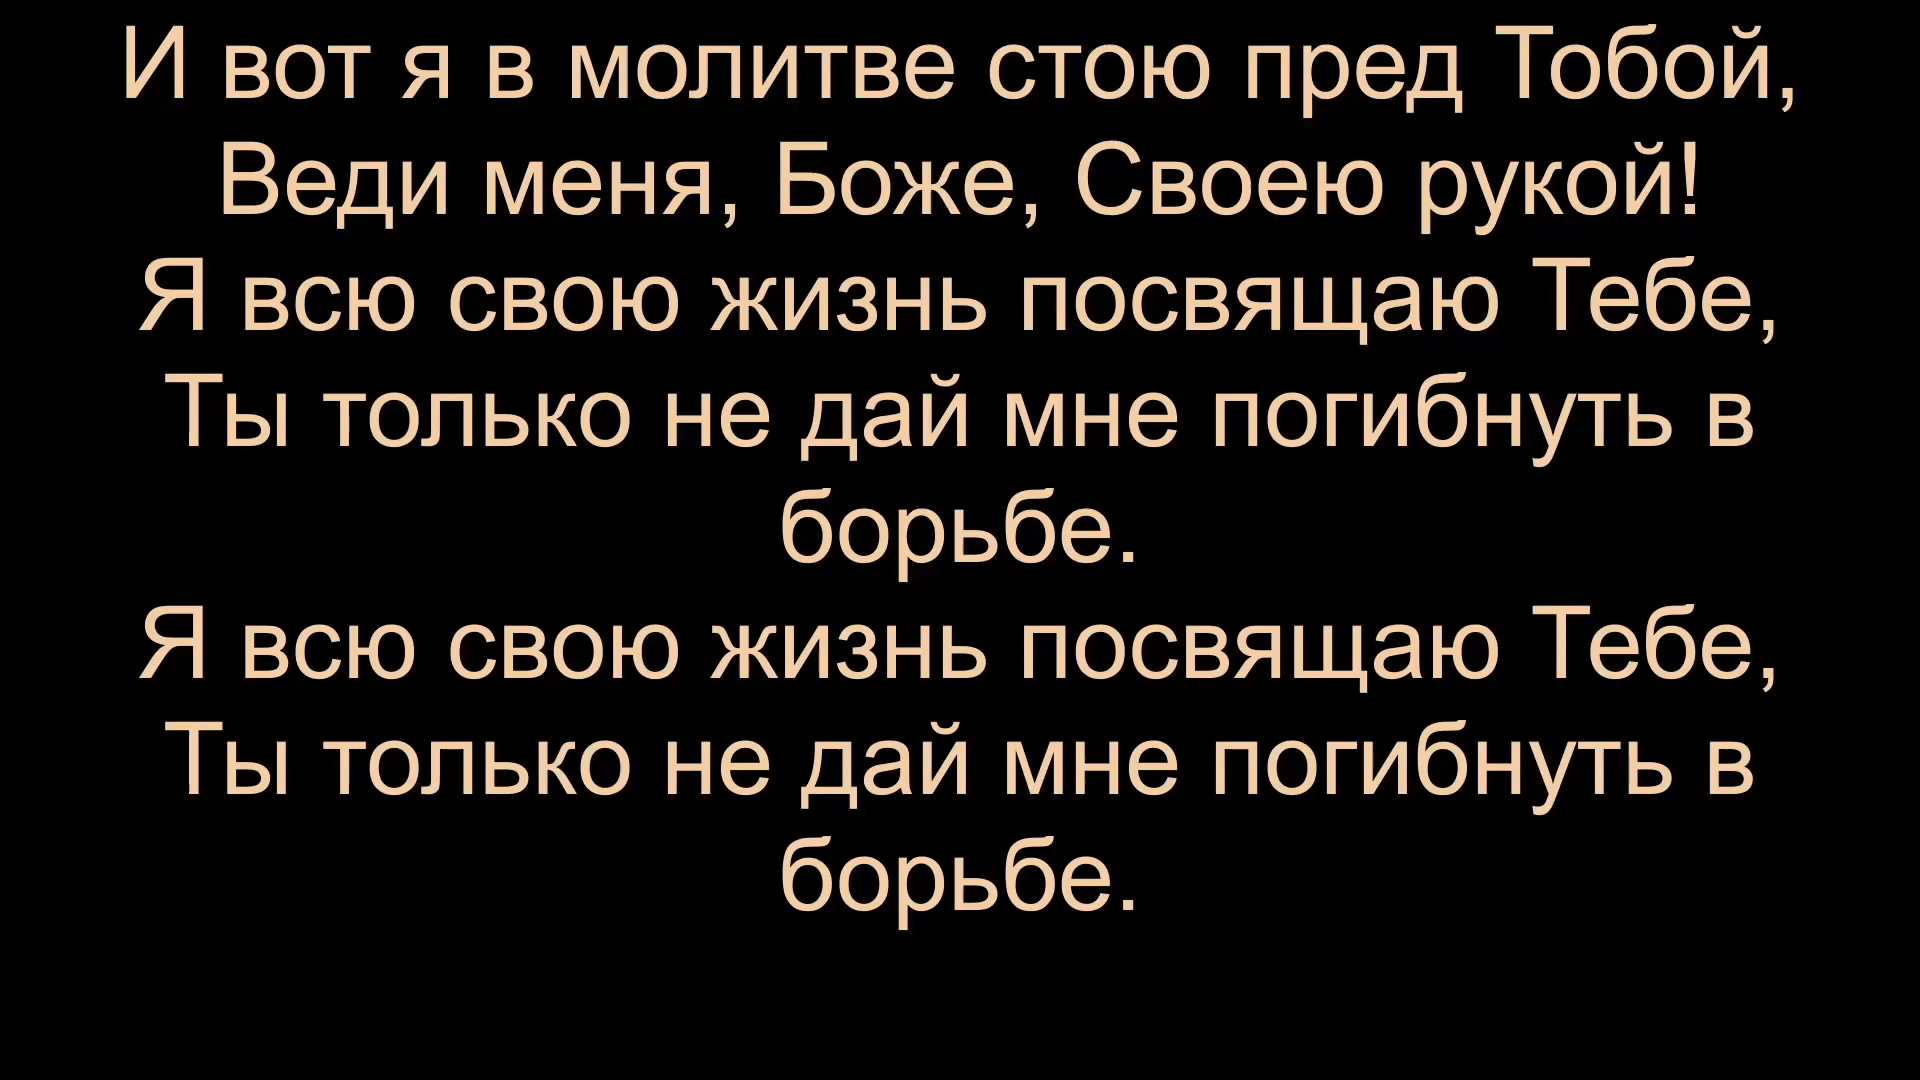 И вот я в молитве стою пред Тобой,
Веди меня, Боже, Своею рукой!
Я всю свою жизнь посвящаю Тебе,
Ты только не дай мне погибнуть в
борьбе.
Я всю свою жизнь посвящаю Тебе,
Ты только не дай мне погибнуть в
борьбе.